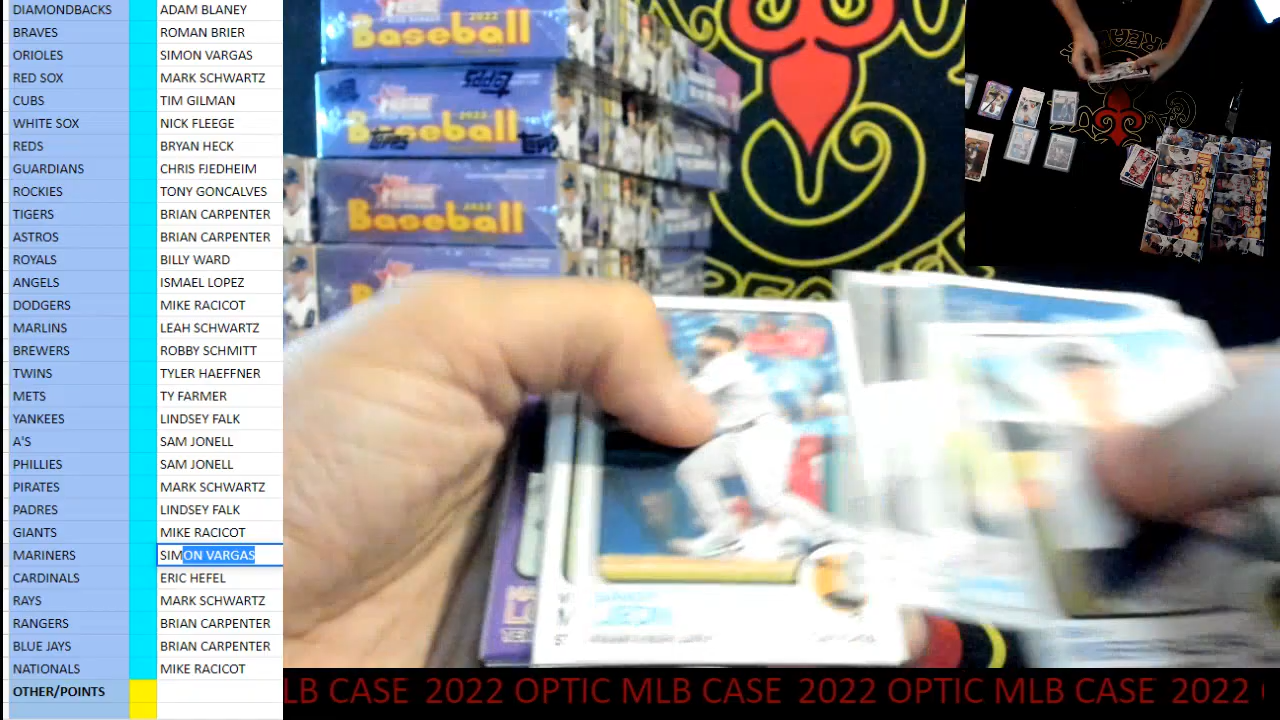 DIAMONDBACKS ADAM BLANEY
BRAVES ROMAN BRIER
ORIOLES SIMON VARGAS
RED SOX MARK SCHWARTZ
CUBS TIM GILMAN
WHITE SOX NICK FLEEGE
REDS BRYAN HECK
GUARDIANS CHRIS FJEDHEIM
ROCKIES TONY GONCALVES
TIGERS BRIAN CARPENTER
ASTROS BRIAN CARPENTER
ROYALS BILLY WARD
ANGELS ISMAEL LOPEZ
DODGERS MIKE RACICOT
MARLINS LEAH SCHWARTZ
BREWERS ROBBY SCHMITT
TWINS TYLER HAEFFNER
METS TY FARMER
YANKEES LINDSEY FALK
A'S SAM JONELL
PHILLIES SAM JONELL
PIRATES MARK SCHWARTZ
PADRES LINDSEY FALK
GIANTS MIKE RACICOT
MARINERS SIMON VARGAS
CARDINALS ERIC HEFEL
RAYS MARK SCHWARTZ
RANGERS BRIAN CARPENTER
BLUE JAYS BRIAN CARPENTER
NATIONALS MIKE RACICOT
OTHER/POINTS
2022
Baseball
topps
2022
Baseball
2022
Baseball
LB CASE 2022 OPTIC MLB CASE 2022 OPTIC MLB CASE 2022